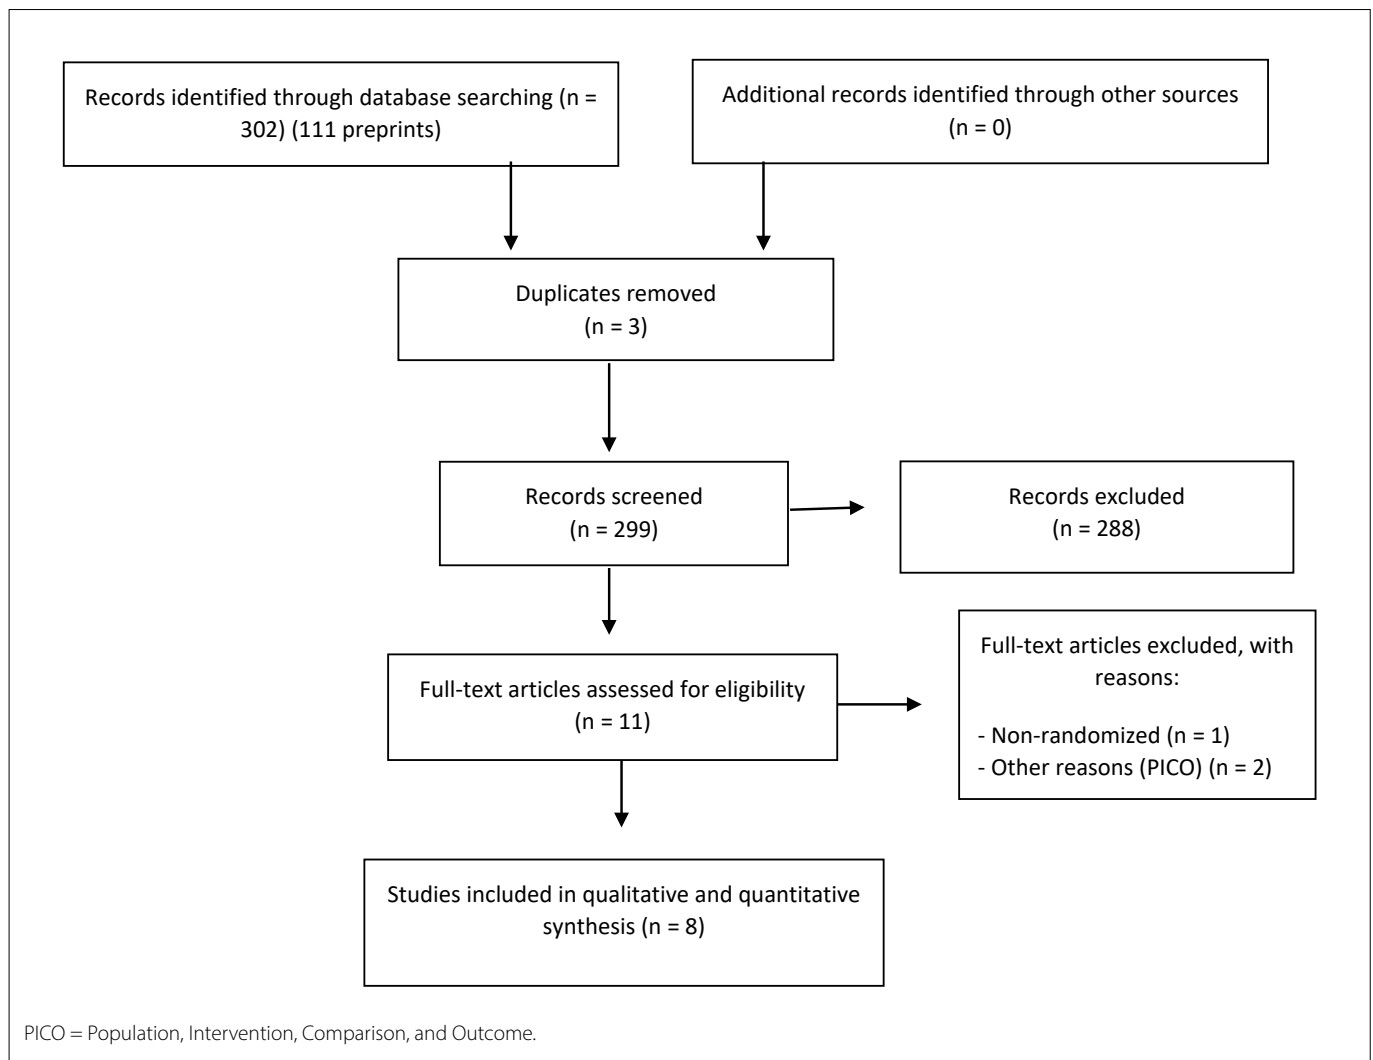 Records identified through database searching (n =
302) (111 preprints)
Additional records identified through other sources
(n = 0)
Duplicates removed
(n = 3)
Records screened
(n = 299)
Records excluded
(n = 288)
Full-text articles assessed for eligibility
(n = 11)
Full-text articles excluded, with
reasons:
- Non-randomized (n = 1)
- Other reasons (PICO) (n = 2)
Studies included in qualitative and quantitative
synthesis (n = 8)
PICO = Population, Intervention, Comparison, and Outcome.